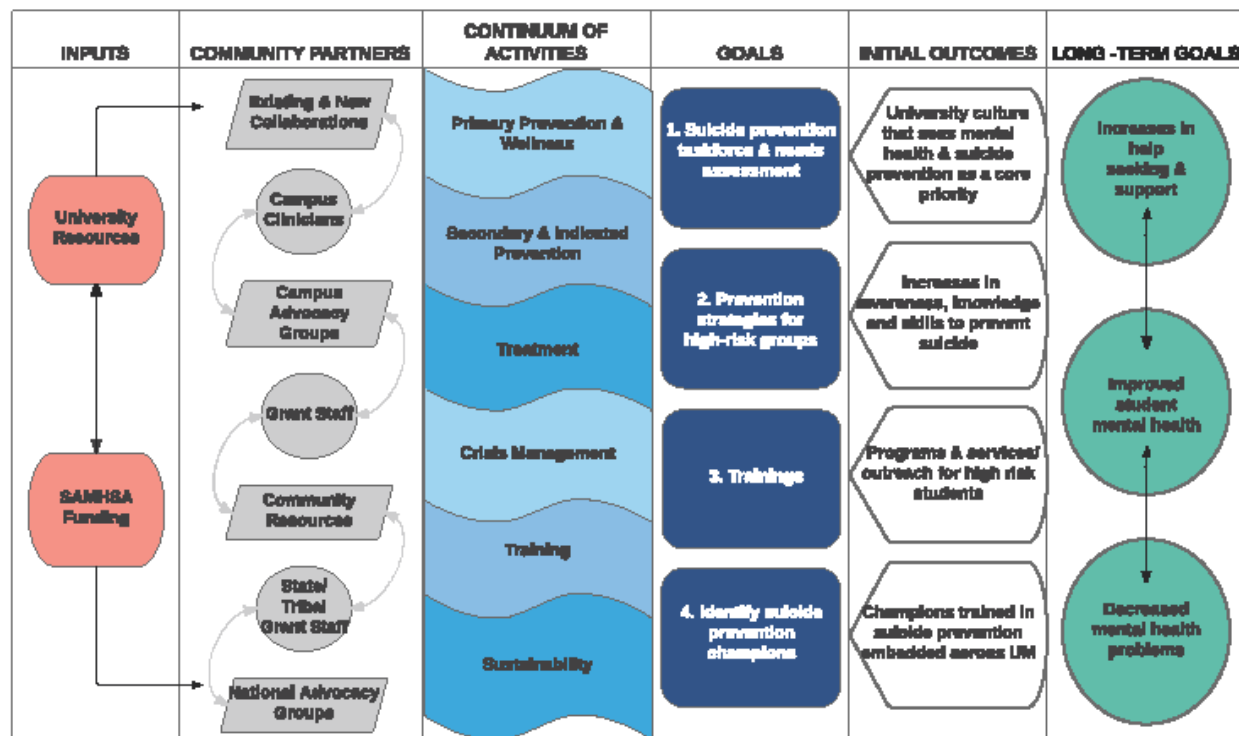 INPUTS
COMMUNITY PARTNERS
CONTINUUM OF
ACTIVITIES
GOALS
INITIAL OUTCOMES
LONG -TERM GOALS
University
Resources
SAMHSA
Funding
Existing & New
Collaborations
Campus
Clinicians
Campus
Advocacy
Groups
Grant Staff
Community
Resources
State/
Tribal
Grant Staff
National Advocacy
Groups
Primary Prevention &
Wellness
Secondary & Indicated
Prevention
Treatment
Crisis Management
Training
Sustainability
1. Suicide prevention
taskforce & needs
assessment
2. Prevention
strategies for
high-risk groups
3. Trainings
4. Identify suicide
prevention
champions
University culture
that sees mental
health & suicide
prevention as a core
priority
Increases in
awareness, knowledge
and skills to prevent
suicide
Programs & services/
outreach for high risk
students
Champions trained in
suicide prevention
embedded across UM
Increases in
help
seeking &
support
Improved
student
mental health
Decreased
mental health
problems